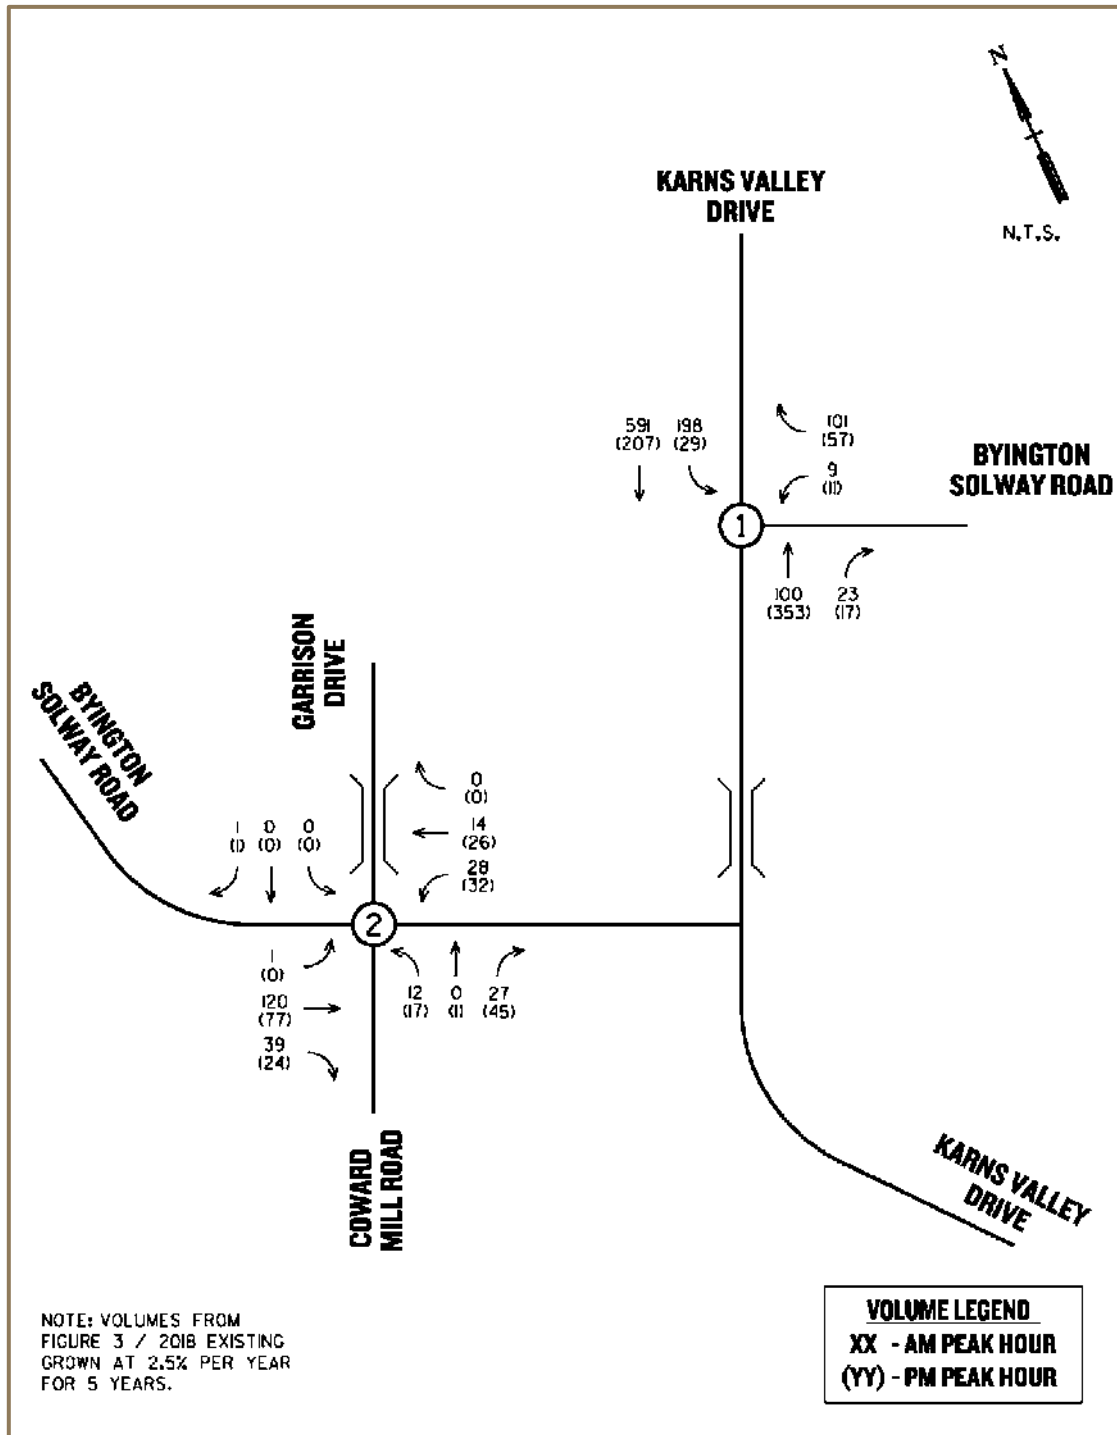 N
N.T.S.
KARNS VALLEY
DRIVE
591 198
(207) (29)
101
(57)
9
(11)
BYINGTON
SOLWAY ROAD
1
100 23
(353) (17)
GARRISON
DRIVE
BYINGTON
SOLWAY ROAD
0
(0)
14
(26)
28
(32)
1 0 0
(1) (0) (0)
2
1
(0)
120
(77)
39
(24)
12 0 27
(17) (1) (45)
COWARD
MILL ROAD
KARNS VALLEY
DRIVE
NOTE: VOLUMES FROM
FIGURE 3 / 2018 EXISTING
GROWN AT 2.5% PER YEAR
FOR 5 YEARS.
VOLUME LEGEND
XX - AM PEAK HOUR
(YY) - PM PEAK HOUR